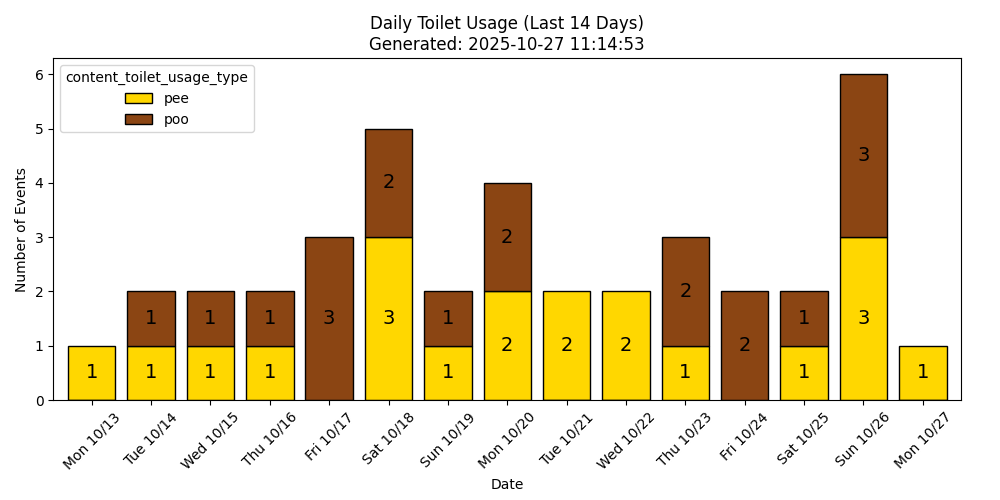 Daily Toilet Usage (Last 14 Days)
Generated: 2025-10-27 11:14:53
content_toilet_usage_type
pee
poo
Number of Events
6
5
4
3
2
1
0
1
1
1
1
1
1
1
3
2
3
1
1
2
2
2
2
2
1
2
1
1
3
3
1
Mon 10/13
Tue 10/14
Wed 10/15
Thu 10/16
Fri 10/17
Sat 10/18
Sun 10/19
Mon 10/20
Tue 10/21
Wed 10/22
Thu 10/23
Fri 10/24
Sat 10/25
Sun 10/26
Mon 10/27
Date